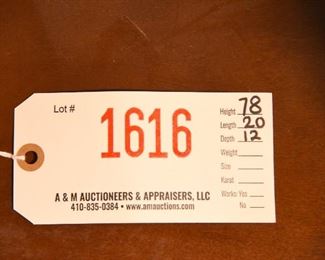 Lot #
1616
Height 78
Length 20
Depth 12
Weight
Size
Karat
Works: Yes
No
A & M AUCTIONEERS & APPRAISERS, LLC
410-835-0384 • www.amauctions.com